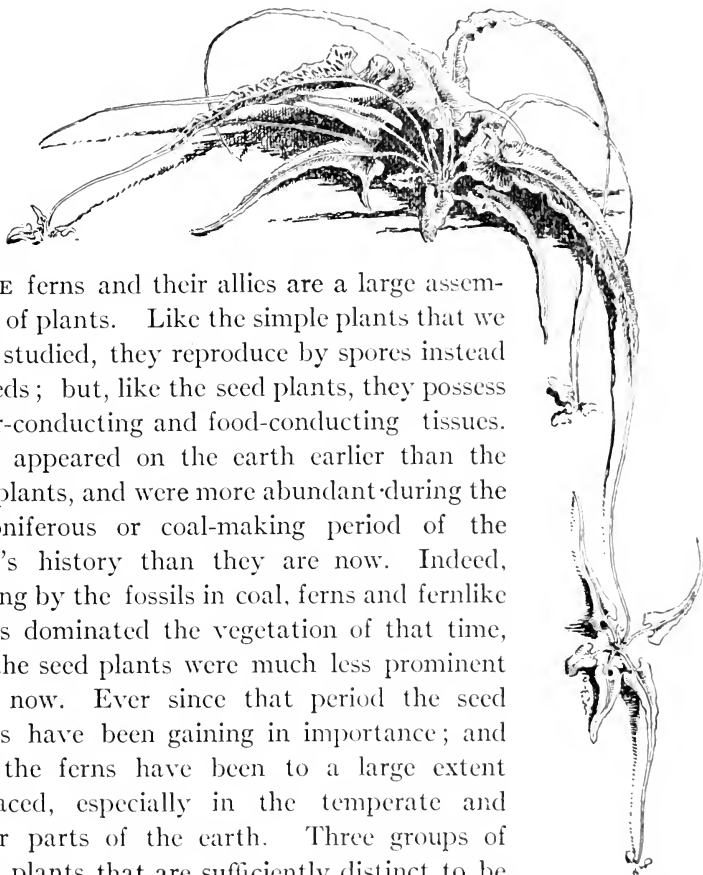 E ferns and their allies are a large assem-
of plants. Like the simple plants that we
studied, they reproduce by spores instead
eds; but, like the seed plants, they possess
r-conducting and food-conducting tissues.
appeared on the earth earlier than the
plants, and were more abundant during the
oniferous or coal-making period of the
's history than they are now. Indeed,
ng by the fossils in coal, ferns and fernlike
s dominated the vegetation of that time,
the seed plants were much less prominent
now. Ever since that period the seed
s have been gaining in importance; and
the ferns have been to a large extent
aced, especially in the temperate and
r parts of the earth. Three groups of
plants that are sufficiently distinct to be